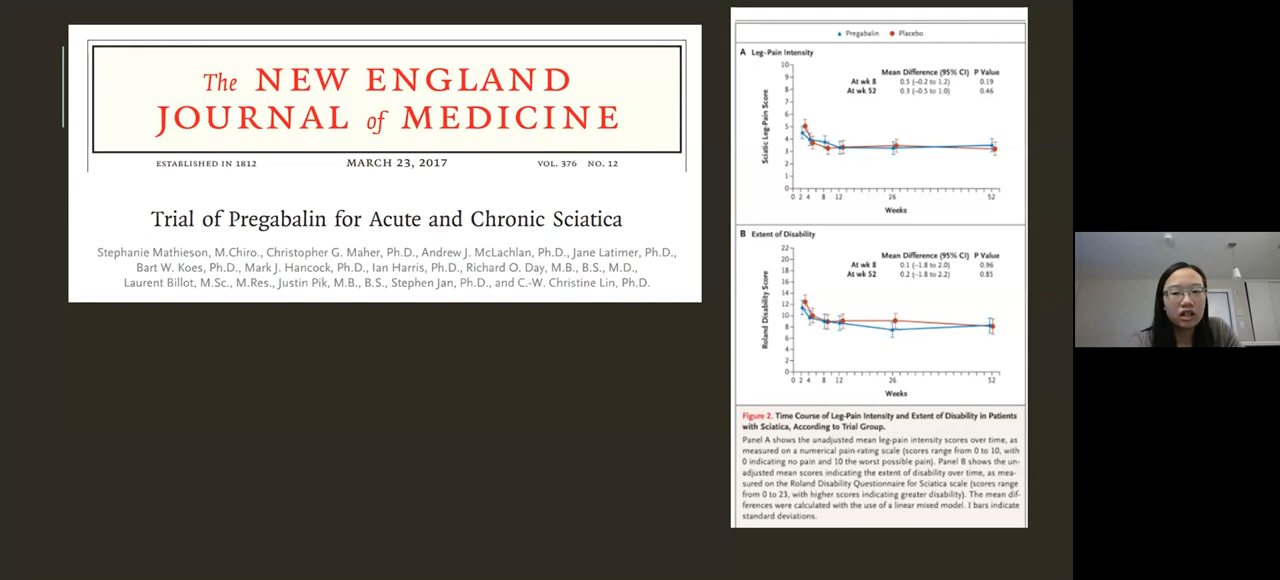 The NEW ENGLAND
JOURNAL of MEDICINE
ESTABLISHED IN 1812 MARCH 23, 2017 VOL. 376 NO. 12
Trial of Pregabalin for Acute and Chronic Sciatica
Stephanie Mathieson, M.Chiro., Christopher G. Maher, Ph.D., Andrew J. McLachlan, Ph.D., Jane Latimer, Ph.D.,
Bart W. Koes, Ph.D., Mark J. Hancock, Ph.D., Ian Harris, Ph.D., Richard O. Day, M.B., B.S., M.D.,
Laurent Billot, M.Sc., M.Res., Justin Pik, M.B., B.S., Stephen Jan, Ph.D., and C.-W. Christine Lin, Ph.D.
Pregabalin Placebo
A Leg-Pain Intensity
Mean Difference (95% CI) P Value
At wk 8 0.5 (−0.2 to 1.2) 0.19
At wk 52 0.3 (−0.5 to 1.0) 0.46
Sciatic Leg-Pain Score
10
9
8
7
6
5
4
3
2
1
0
0 2 4 8 12 26 52
Weeks
B Extent of Disability
Mean Difference (95% CI) P Value
At wk 8 0.1 (−1.8 to 2.0) 0.96
At wk 52 0.2 (−1.8 to 2.2) 0.85
Roland Disability Score
22
20
18
16
14
12
10
8
6
4
2
0
0 2 4 8 12 26 52
Weeks
Figure 2. Time Course of Leg-Pain Intensity and Extent of Disability in Patients
with Sciatica, According to Trial Group.
Panel A shows the unadjusted mean leg-pain intensity scores over time, as
measured on a numerical pain-rating scale (scores range from 0 to 10, with
0 indicating no pain and 10 the worst possible pain). Panel B shows the un-
adjusted mean scores indicating the extent of disability over time, as mea-
sured on the Roland Disability Questionnaire for Sciatica scale (scores range
from 0 to 23, with higher scores indicating greater disability). The mean dif-
ferences were calculated with the use of a linear mixed model. I bars indicate
standard deviations.